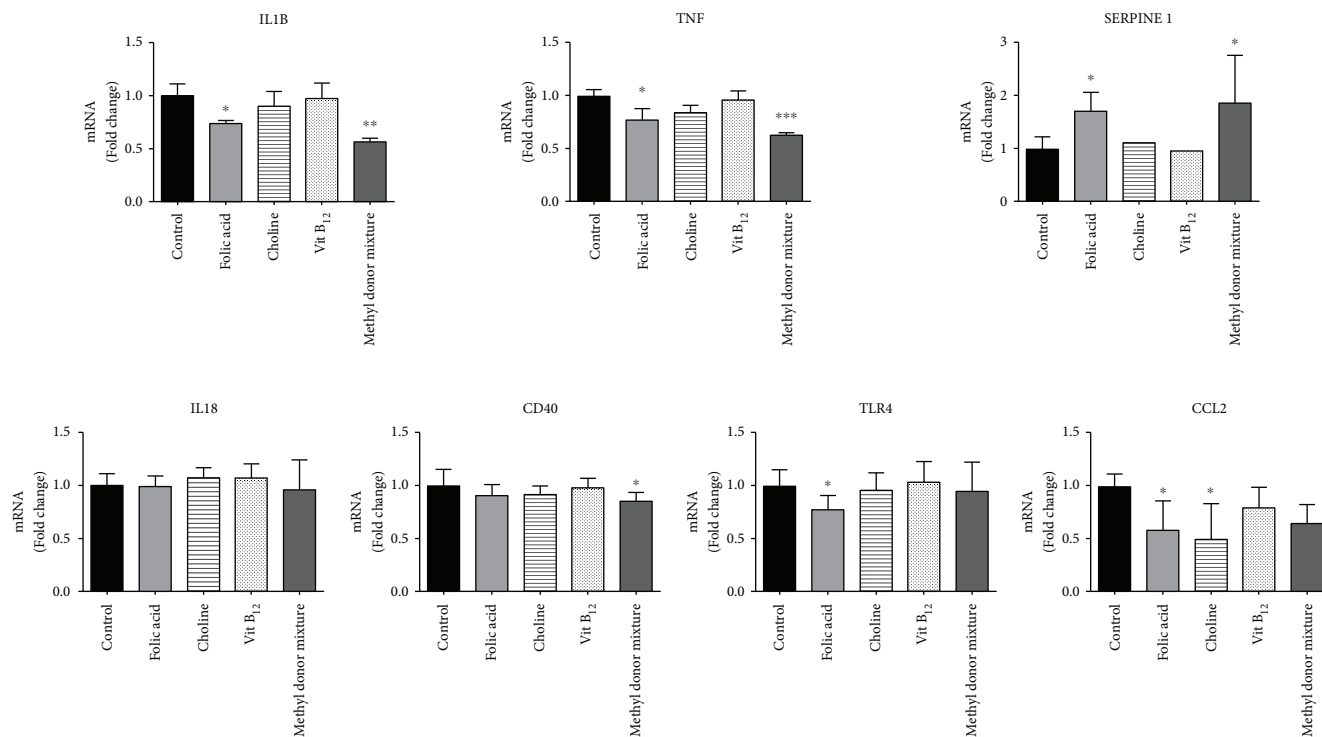 IL1B
1.5
1.0
0.5
0.0
mRNA
(Fold change)
*
**
Control
Folic acid
Choline
Vit B12
Methyl donor mixture
TNF
1.5
1.0
0.5
0.0
mRNA
(Fold change)
*
***
Control
Folic acid
Choline
Vit B12
Methyl donor mixture
SERPINE 1
3
2
1
0
mRNA
(Fold change)
*
*
Control
Folic acid
Choline
Vit B12
Methyl donor mixture
IL18
1.5
1.0
0.5
0.0
mRNA
(Fold change)
Control
Folic acid
Choline
Vit B12
Methyl donor mixture
CD40
1.5
1.0
0.5
0.0
mRNA
(Fold change)
*
Control
Folic acid
Choline
Vit B12
Methyl donor mixture
TLR4
1.5
1.0
0.5
0.0
mRNA
(Fold change)
*
Control
Folic acid
Choline
Vit B12
Methyl donor mixture
CCL2
1.5
1.0
0.5
0.0
mRNA
(Fold change)
*
*
Control
Folic acid
Choline
Vit B12
Methyl donor mixture